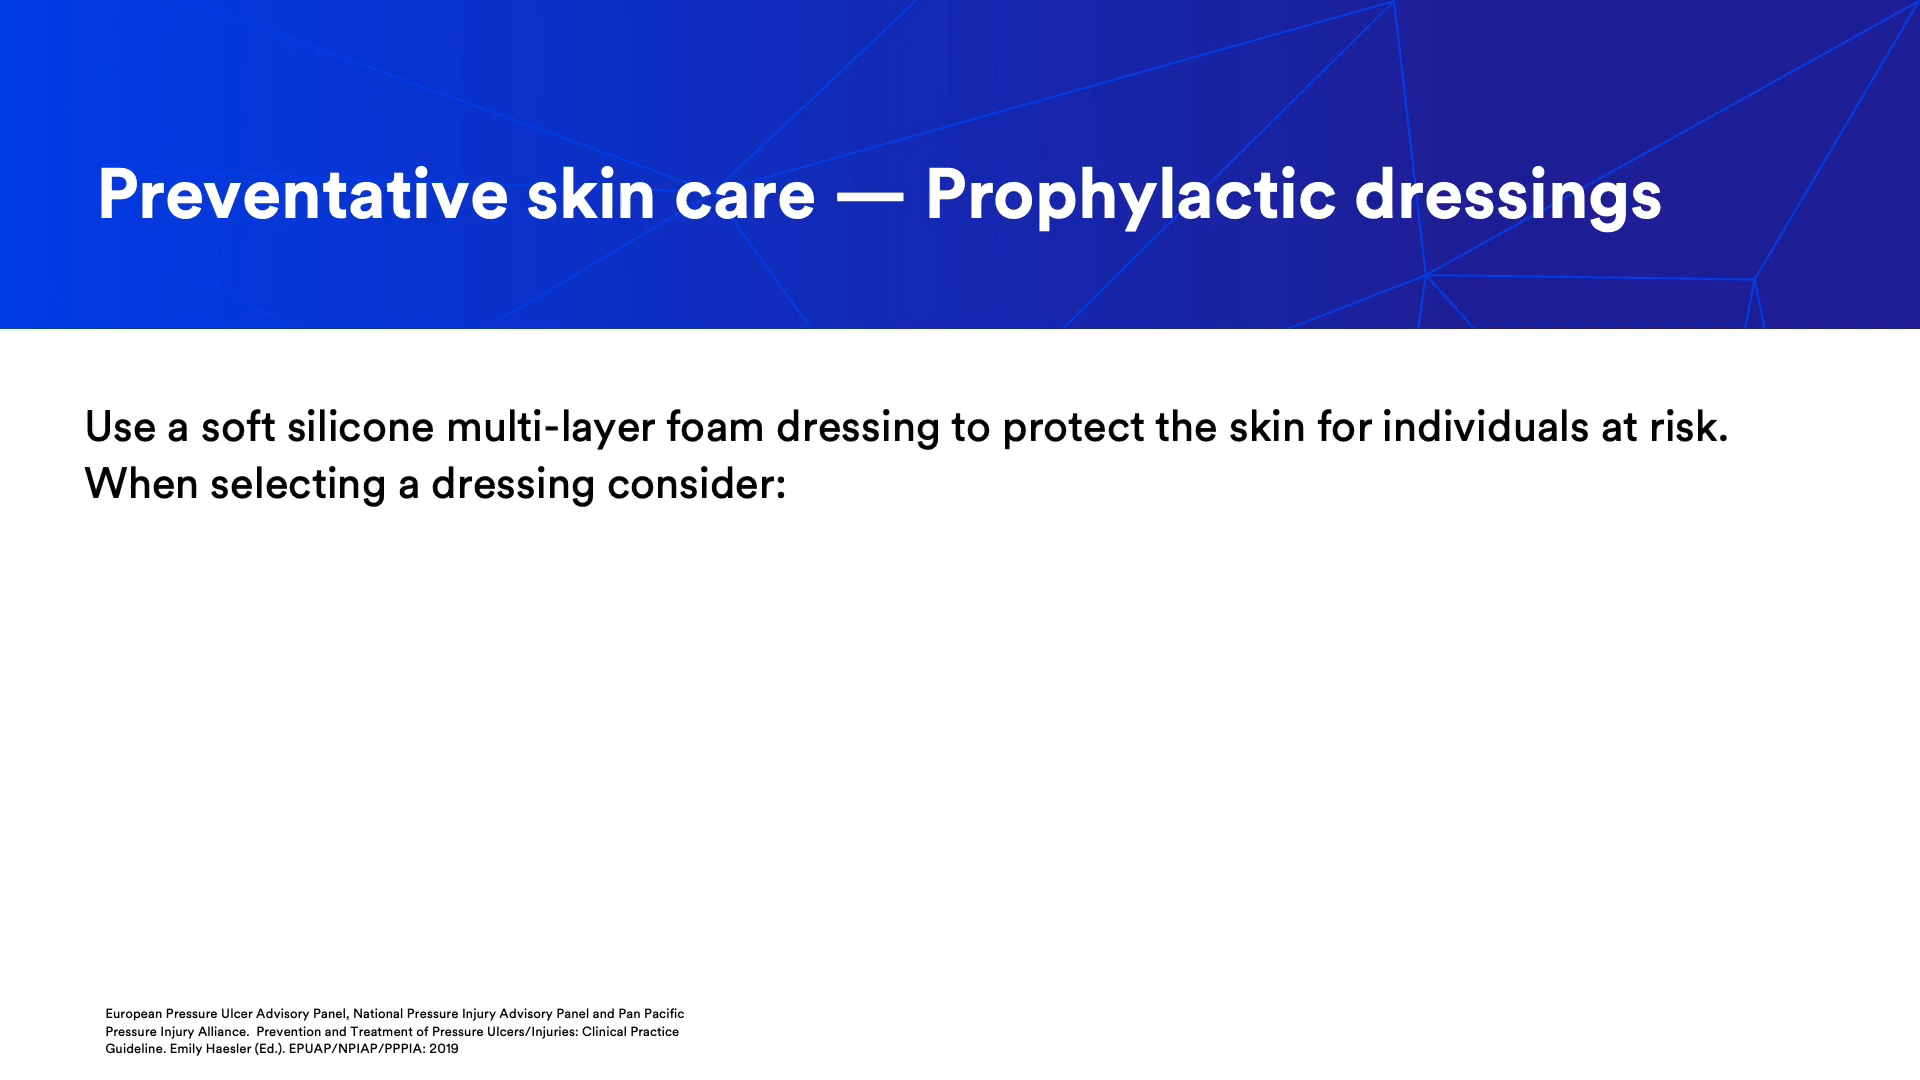 Preventative skin care — Prophylactic dressings
Use a soft silicone multi-layer foam dressing to protect the skin for individuals at risk.
When selecting a dressing consider:
European Pressure Ulcer Advisory Panel, National Pressure Injury Advisory Panel and Pan Pacific
Pressure Injury Alliance.  Prevention and Treatment of Pressure Ulcers/Injuries: Clinical Practice
Guideline. Emily Haesler (Ed.). EPUAP/NPIAP/PPPIA: 2019